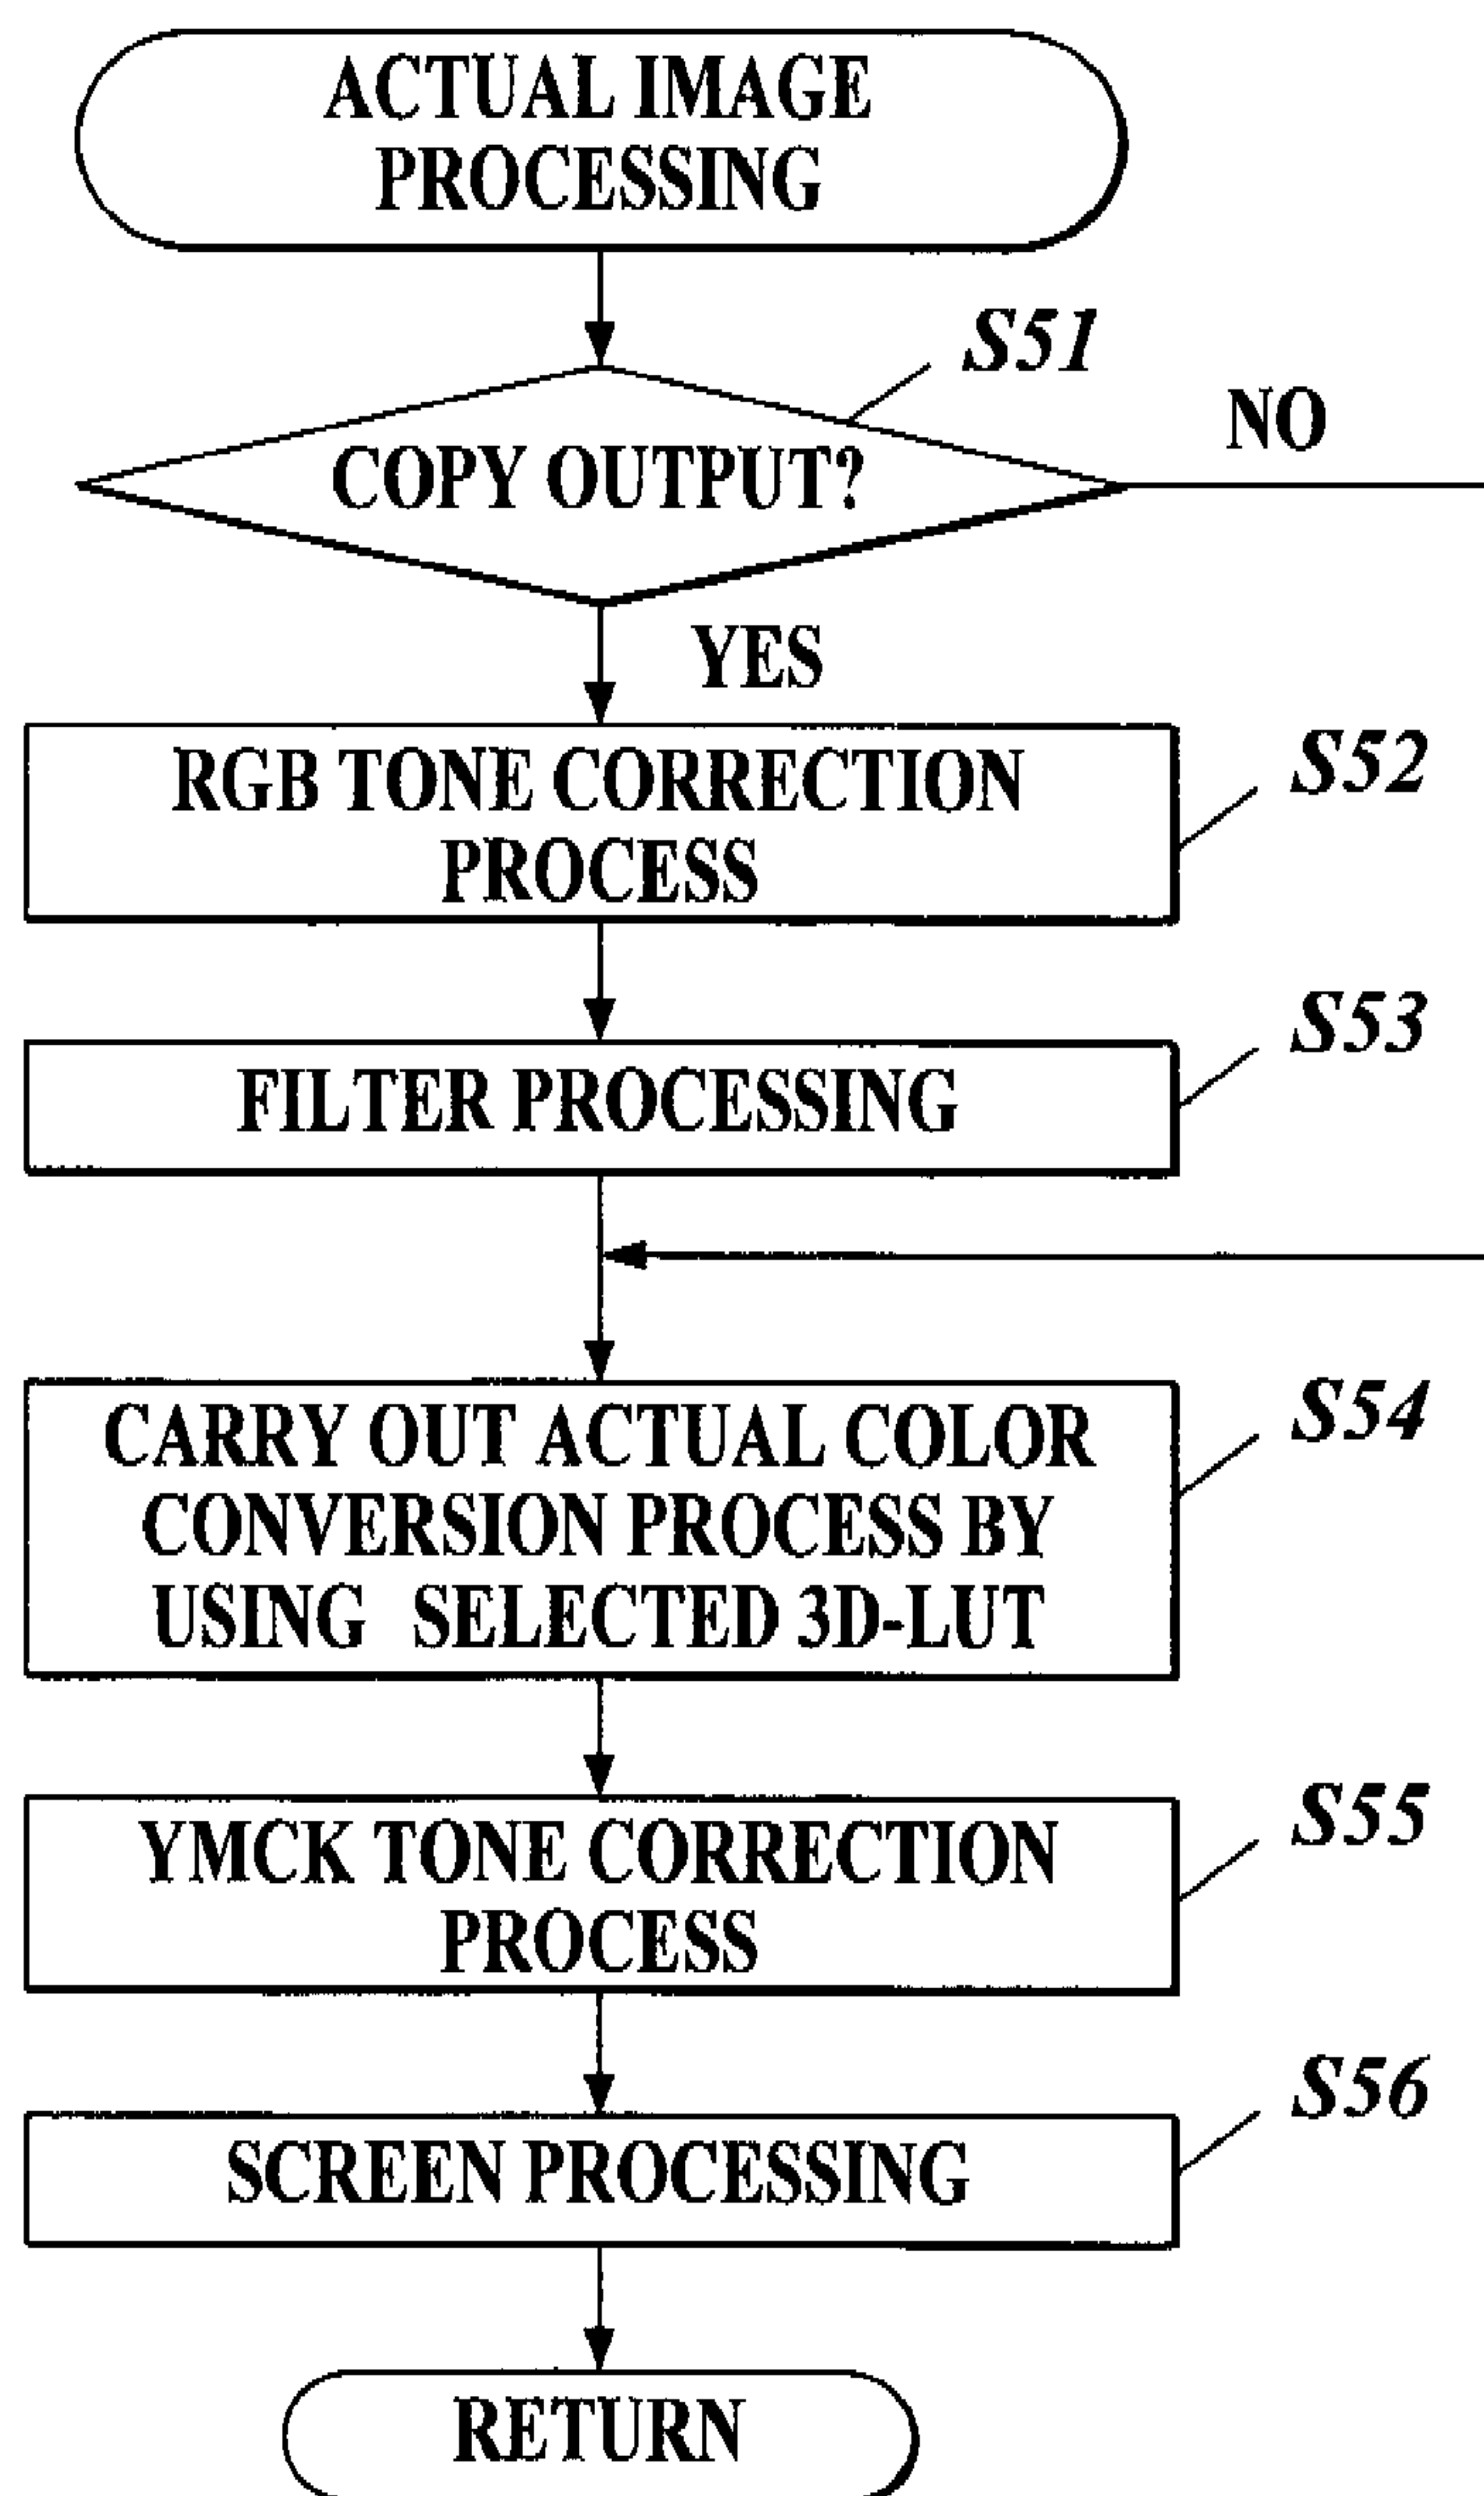 ACTUAL IMAGE
PROCESSING
S51
NO
COPY OUTPUT?
YES
RGB TONE CORRECTION
PROCESS
S52
S53
FILTER PROCESSING
S54
CARRY OUT ACTUAL COLOR
CONVERSION PROCESS BY
USING SELECTED 3D-LUT
S55
YMCK TONE CORRECTION
PROCESS
S56
SCREEN PROCESSING
RETURN